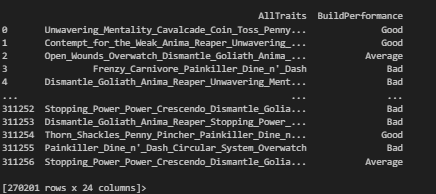 AllTraits BuildPerformance
0 Unwavering_Mentality_Cavalcade_Coin_Toss_Penny... Good
1 Contempt_for_the_Weak_Anima_Reaper_Unwavering_... Good
2 Open_Wounds_Overwatch_Dismantle_Goliath_Anima_... Average
3 Frenzy_Carnivore_Painkiller_Dine_n'_Dash Bad
4 Dismantle_Goliath_Anima_Reaper_Unwavering_Ment... Bad
... ... ...
311252 Stopping_Power_Power_Crescendo_Dismantle_Golia... Bad
311253 Dismantle_Goliath_Anima_Reaper_Stopping_Power_... Bad
311254 Thorn_Shackles_Penny_Pincher_Painkiller_Dine_n... Good
311255 Painkiller_Dine_n'_Dash_Circular_System_Overwatch Bad
311256 Stopping_Power_Power_Crescendo_Dismantle_Golia... Average
[270201 rows x 24 columns]>